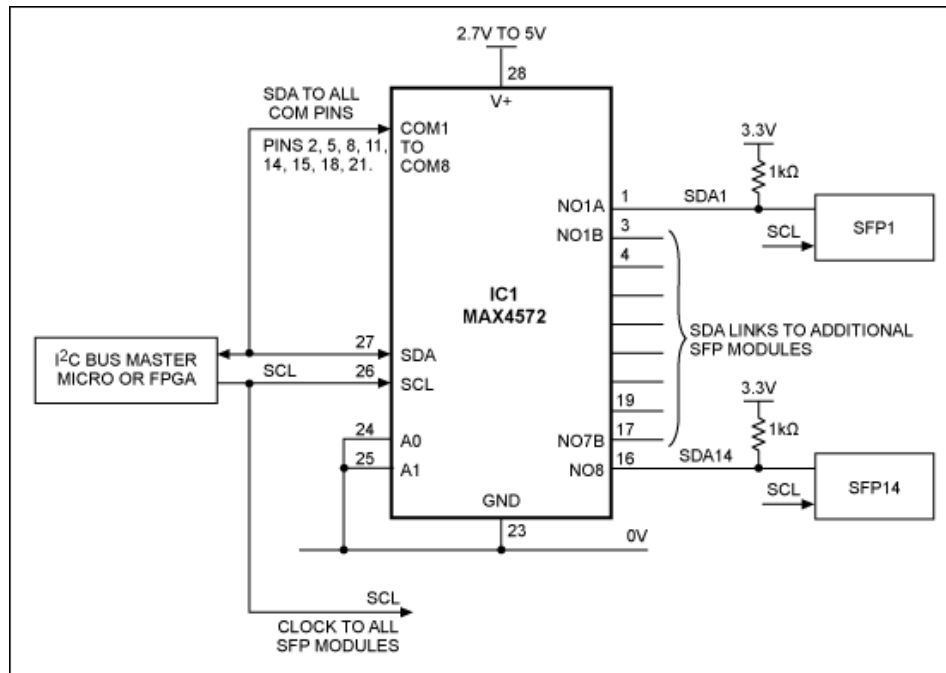 2.7V TO 5V
28
V+
SDA TO ALL
COM PINS
COM1
TO
COM8
PINS 2, 5, 8, 11,
14, 15, 18, 21.
3.3V
1kΩ
NO1A
1
SDA1
SFP1
SCL
NO1B
3
4
IC1
MAX4572
SDA LINKS TO ADDITIONAL
SFP MODULES
I²C BUS MASTER
MICRO OR FPGA
27
SDA
SCL
26
SCL
19
3.3V
1kΩ
24
A0
NO7B
17
25
A1
NO8
16
SDA14
SFP14
SCL
GND
23
0V
SCL
CLOCK TO ALL
SFP MODULES